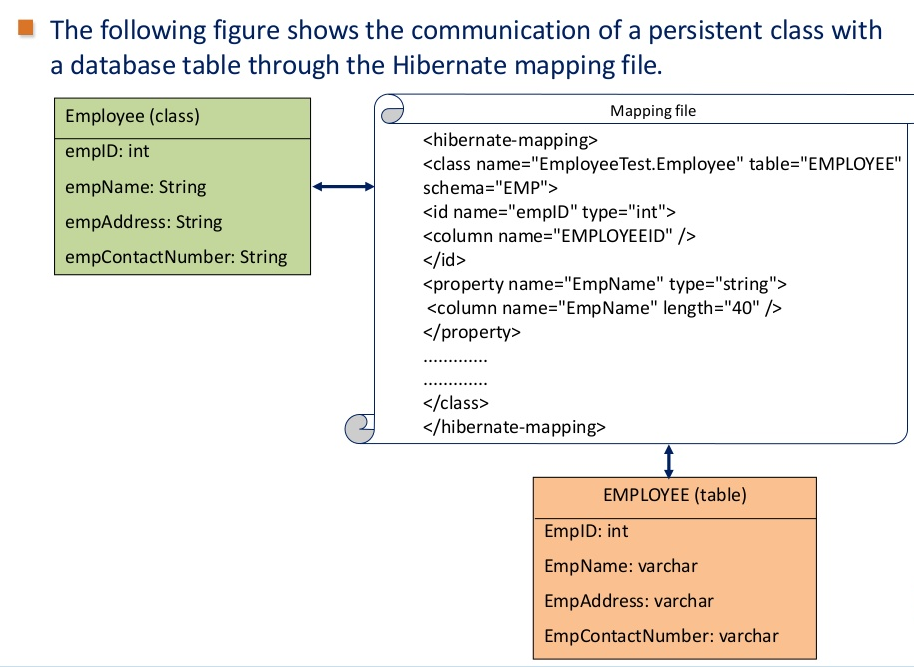 The following figure shows the communication of a persistent class with
a database table through the Hibernate mapping file.
Employee (class)
empID: int
empName: String
empAddress: String
empContactNumber: String
Mapping file
<hibernate-mapping>
<class name="EmployeeTest.Employee" table="EMPLOYEE"
schema="EMP">
<id name="empID" type="int">
<column name="EMPLOYEEID" />
</id>
<property name="EmpName" type="string">
<column name="EmpName" length="40" />
</property>
.............
.............
</class>
</hibernate-mapping>
EMPLOYEE (table)
EmpID: int
EmpName: varchar
EmpAddress: varchar
EmpContactNumber: varchar